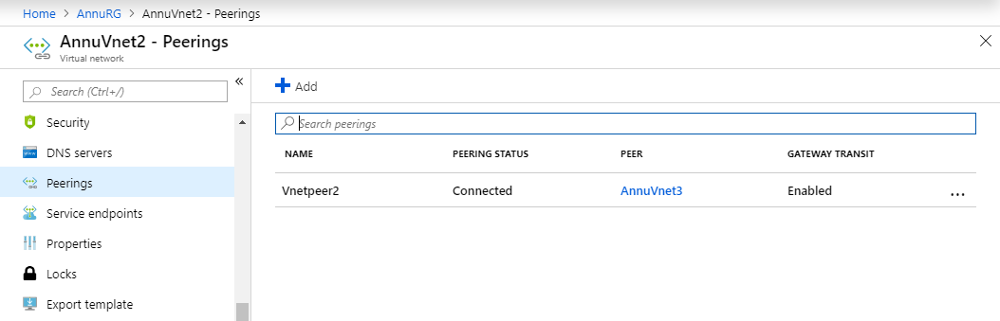 Home > AnnuRG > AnnuVnet2 - Peerings
AnnuVnet2 - Peerings
Virtual network
Search (Ctrl+/)
Security
DNS servers
Peerings
Service endpoints
Properties
Locks
Export template
Add
Search peerings
NAME PEERING STATUS PEER GATEWAY TRANSIT
Vnetpeer2 Connected AnnuVnet3 Enabled ...